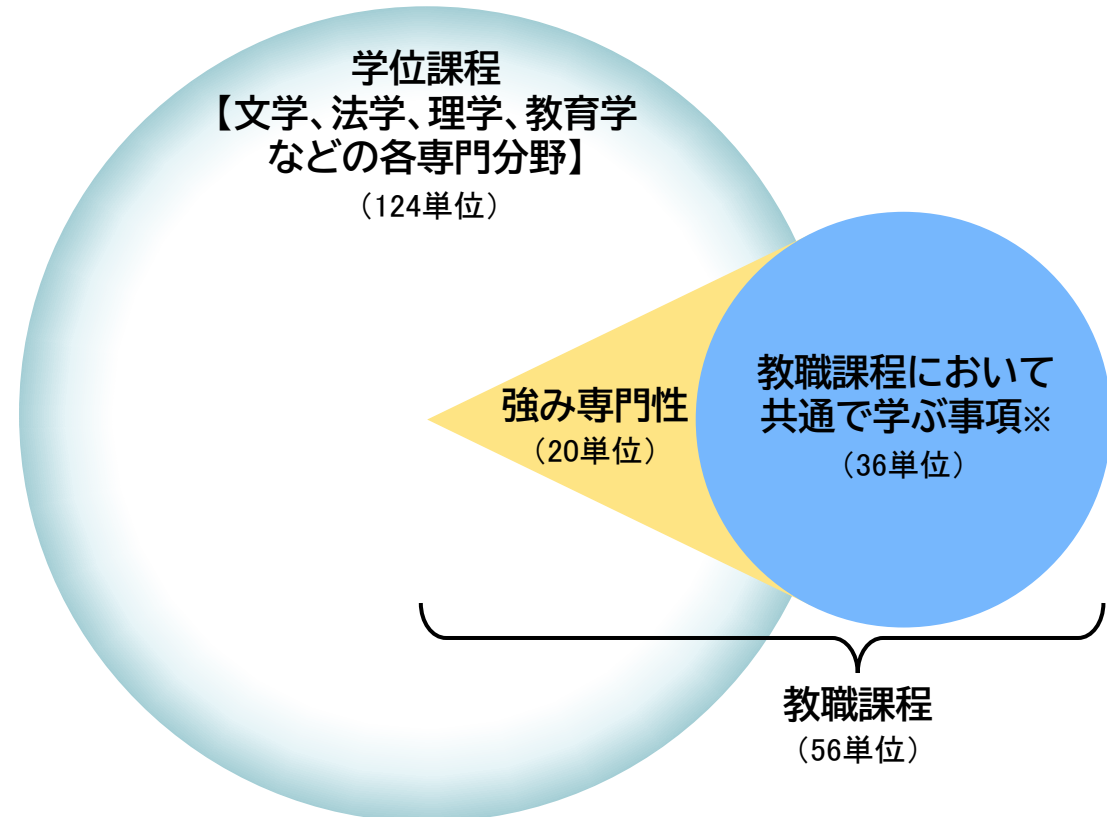 学位課程
【文学、法学、理学、教育学
などの各専門分野】
（124単位）
強み専門性
（20単位）
教職課程において
共通で学ぶ事項※
（36単位）
教職課程
（56単位）